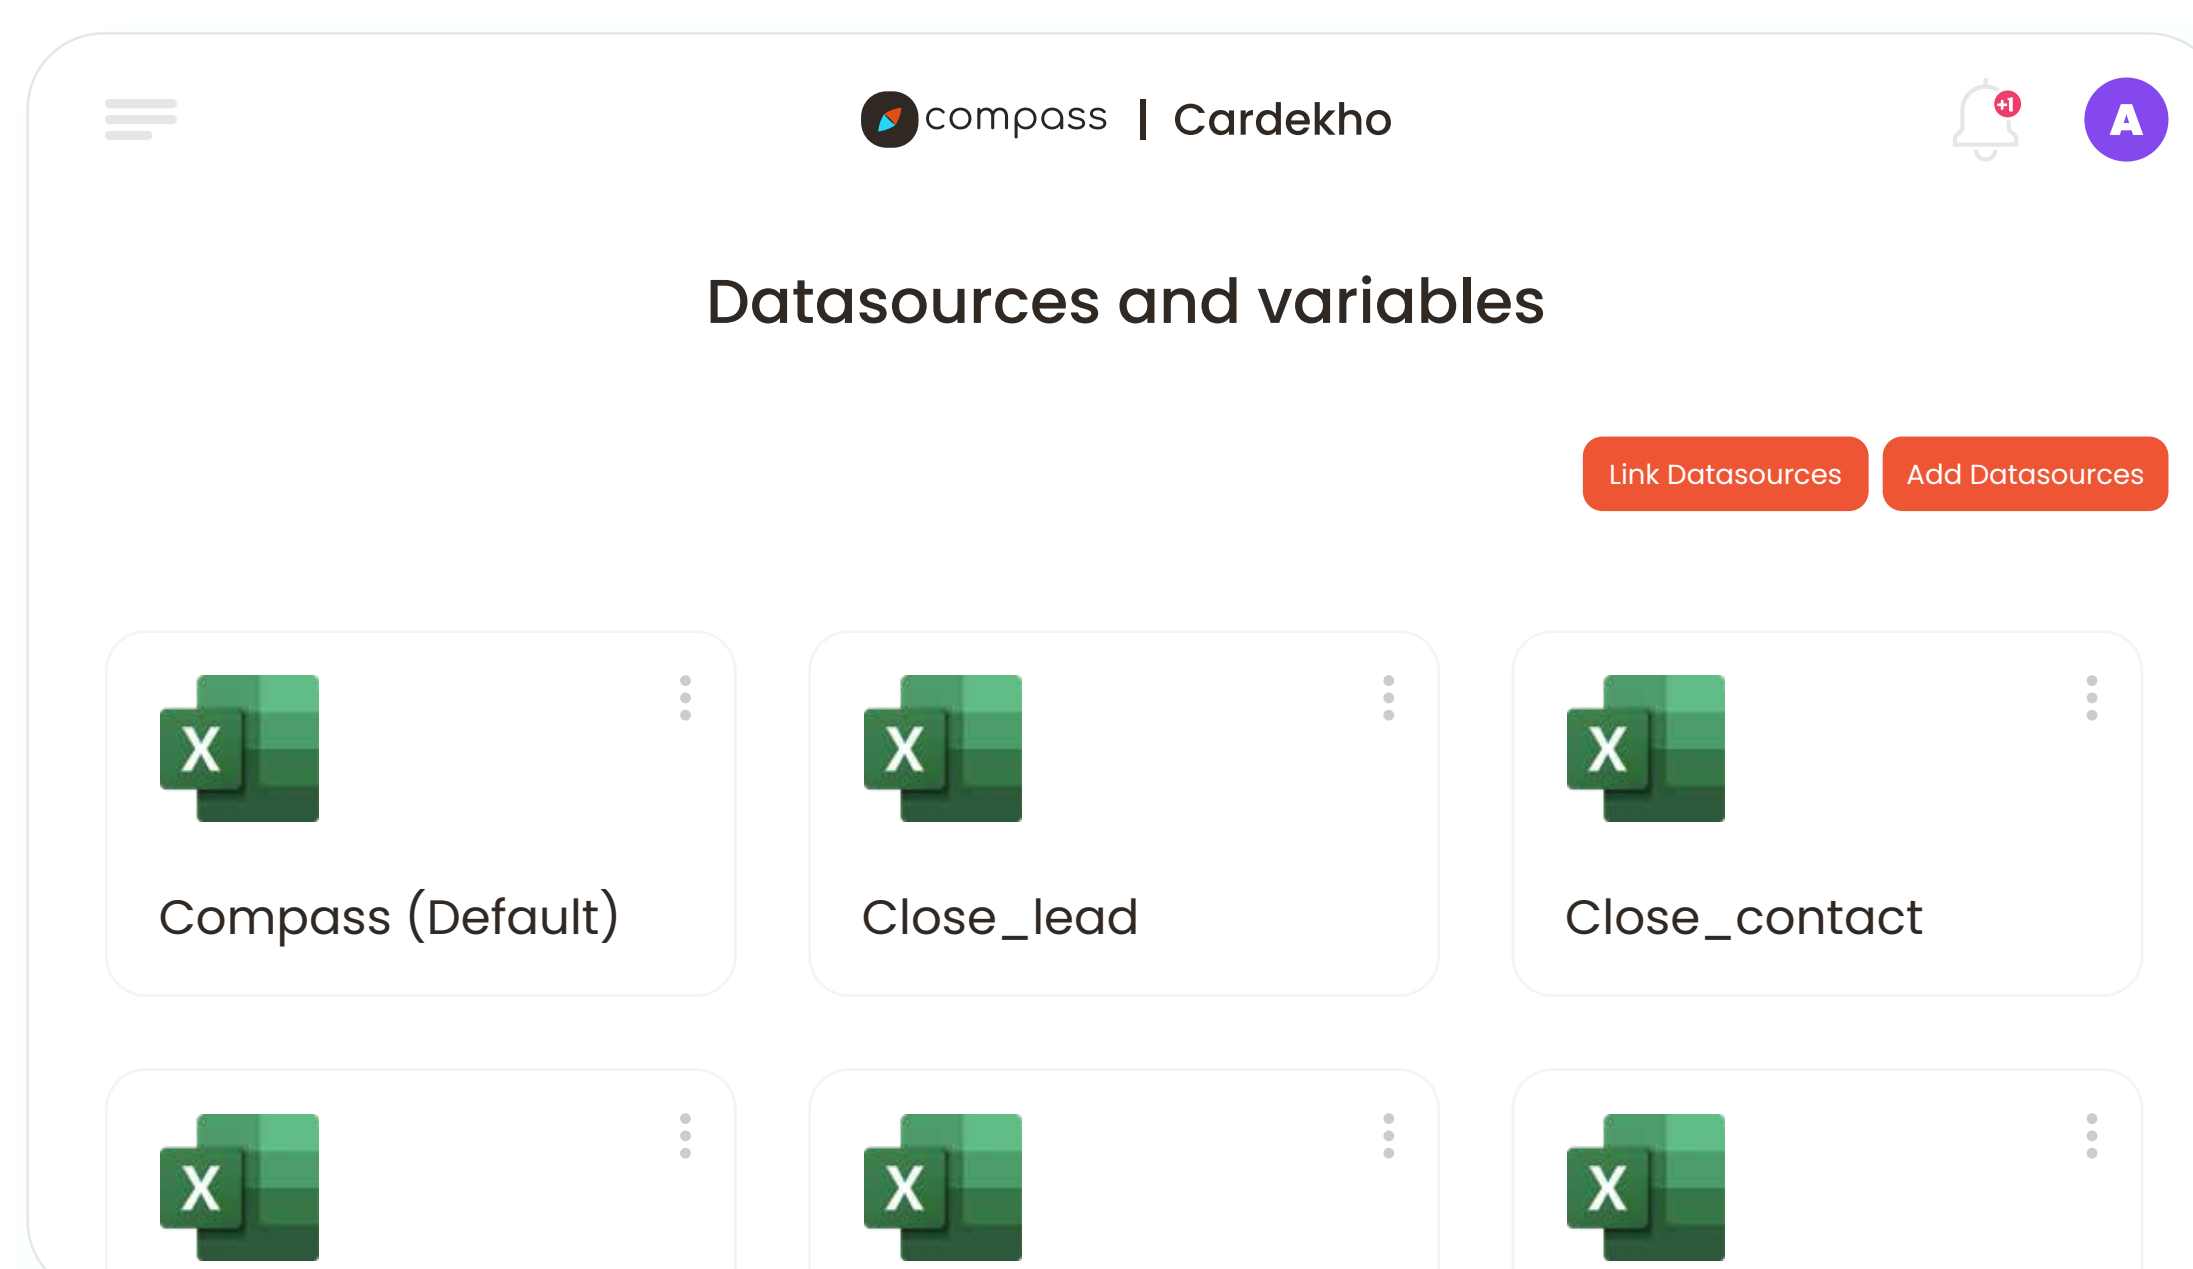 compass | Cardekho
+1
A
Datasources and variables
Link Datasources
Add Datasources
X
X
X
Compass (Default)
Close_lead
Close_contact
X
X
X